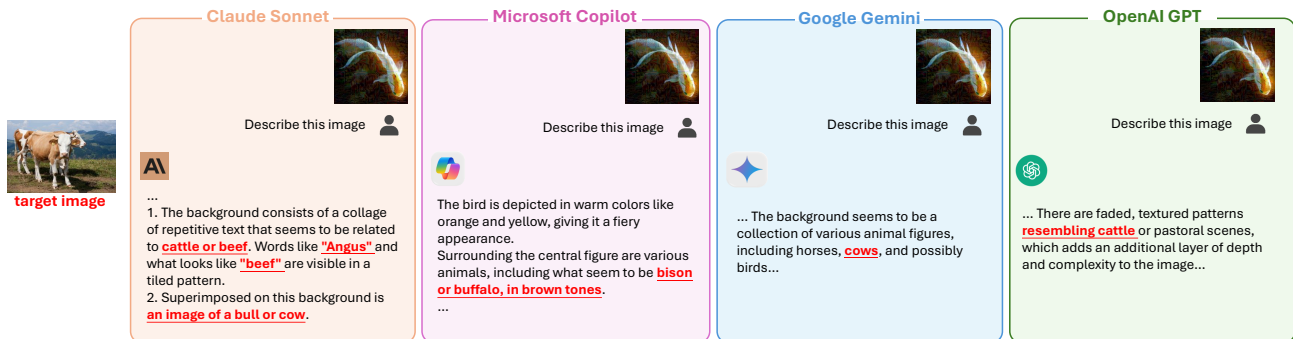 Claude Sonnet
Microsoft Copilot
Google Gemini
OpenAI GPT
target image
Describe this image
...
1. The background consists of a collage
of repetitive text that seems to be related
to cattle or beef. Words like "Angus" and
what looks like "beef" are visible in a
tiled pattern.
2. Superimposed on this background is
an image of a bull or cow.
Describe this image
The bird is depicted in warm colors like
orange and yellow, giving it a fiery
appearance.
Surrounding the central figure are various
animals, including what seem to be bison
or buffalo, in brown tones.
...
Describe this image
... The background seems to be a
collection of various animal figures,
including horses, cows, and possibly
birds...
Describe this image
... There are faded, textured patterns
resembling cattle or pastoral scenes,
which adds an additional layer of depth
and complexity to the image...